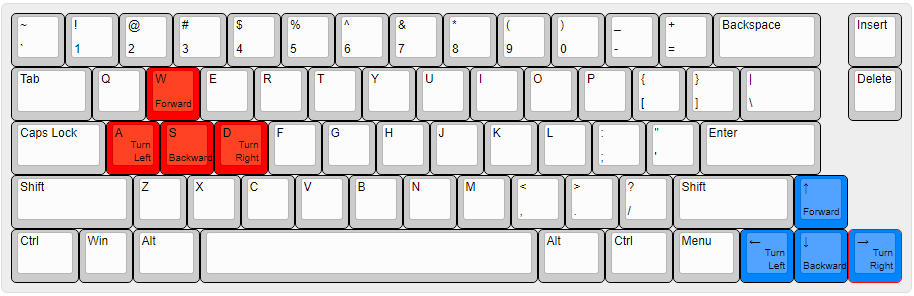 ~ ! @ # $ % ^ & * ( ) _ + Backspace Insert
` 1 2 3 4 5 6 7 8 9 0 - =
Tab Q W E R T Y U I O P { } | Delete
Forward [ ] \
Caps Lock A S D F G H J K L : " Enter
Turn Left Backward Turn Right ; '
Shift Z X C V B N M < > ? Shift ↑
, . / Forward
Ctrl Win Alt Alt Ctrl Menu ← ↓ →
Turn Left Backward Turn Right